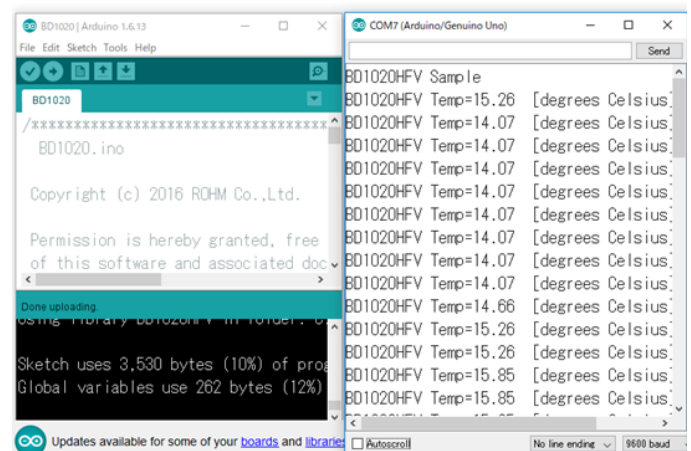 BD1020 | Arduino 1.6.13
File Edit Sketch Tools Help
BD1020
/************************************
BD1020.ino
Copyright (c) 2016 ROHM Co.,Ltd.
Permission is hereby granted, free
of this software and associated doc
Done uploading.
Using library BD1020HFV in folder:
Sketch uses 3,530 bytes (10%) of prog
Global variables use 262 bytes (12%)
Updates available for some of your boards and libraries
COM7 (Arduino/Genuino Uno)
Send
BD1020HFV Sample
BD1020HFV Temp=15.26 [degrees Celsius]
BD1020HFV Temp=14.07 [degrees Celsius]
BD1020HFV Temp=14.07 [degrees Celsius]
BD1020HFV Temp=14.07 [degrees Celsius]
BD1020HFV Temp=14.07 [degrees Celsius]
BD1020HFV Temp=14.07 [degrees Celsius]
BD1020HFV Temp=14.07 [degrees Celsius]
BD1020HFV Temp=14.07 [degrees Celsius]
BD1020HFV Temp=14.07 [degrees Celsius]
BD1020HFV Temp=14.66 [degrees Celsius]
BD1020HFV Temp=15.26 [degrees Celsius]
BD1020HFV Temp=15.26 [degrees Celsius]
BD1020HFV Temp=15.85 [degrees Celsius]
BD1020HFV Temp=15.85 [degrees Celsius]
Autoscroll
No line ending
9600 baud